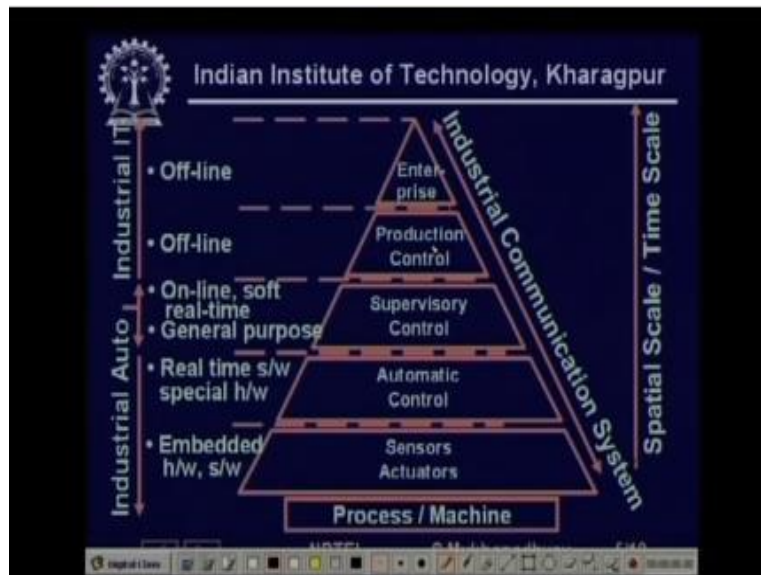 Indian Institute of Technology, Kharagpur
Industrial IT
Industrial Auto
• Off-line
• Off-line
• On-line, soft
real-time
• General purpose
• Real time s/w
special h/w
• Embedded
h/w, s/w
Enter-
prise
Production
Control
Supervisory
Control
Automatic
Control
Sensors
Actuators
Process / Machine
Industrial Communication System
Spatial Scale / Time Scale